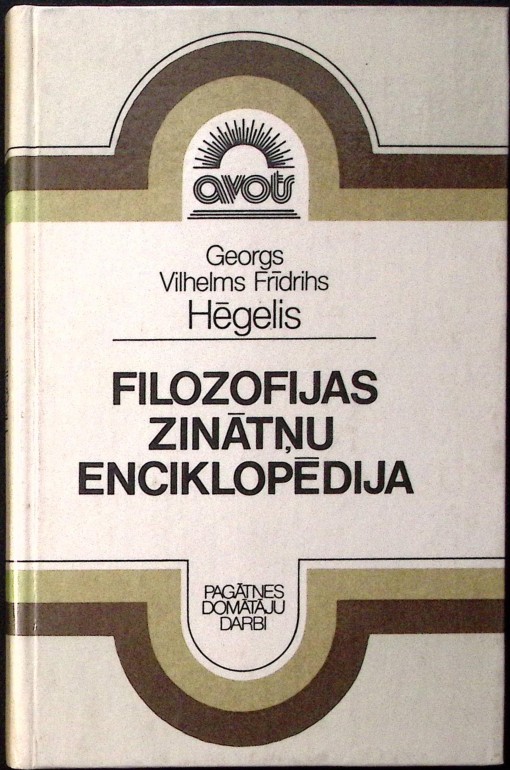 avots
Georgs
Vilhelms Frīdrihs
Hēgelis
FILOZOFIJAS
ZINĀTŅU
ENCIKLOPĒDIJA
PAGĀTNES
DOMĀTĀJU
DARBI